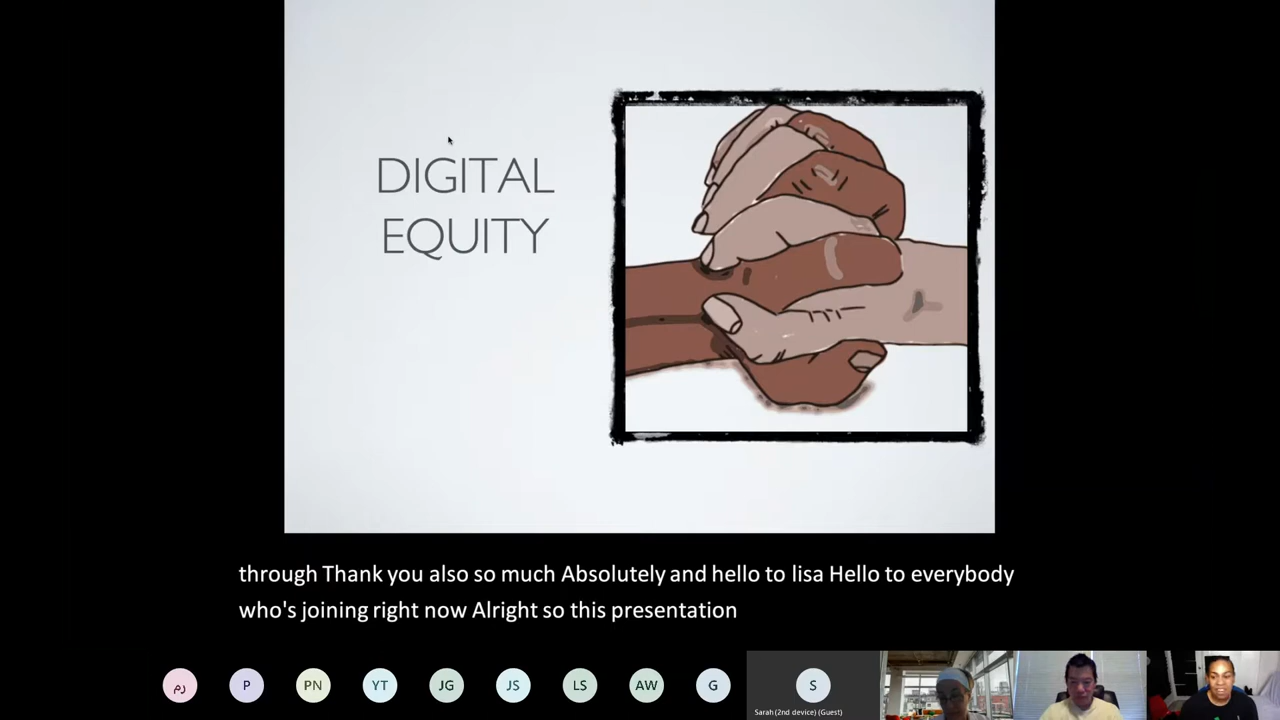 DIGITAL
EQUITY
through Thank you also so much Absolutely and hello to lisa Hello to everybody
who's joining right now Alright so this presentation
رم
P
PN
YT
JG
JS
LS
AW
G
S
Sarah (2nd device) (Guest)